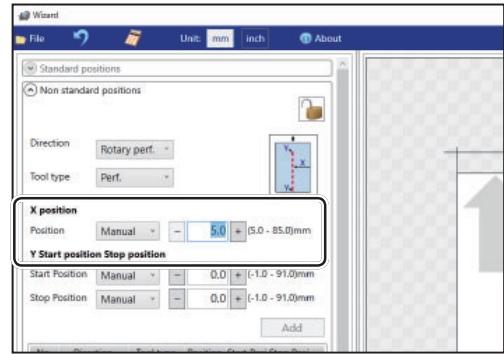 Wizard
File Unit: mm inch About
Standard positions
Non standard positions
Direction Rotary perf.
Y
X
Tool type Perf.
Y
X position
Position Manual − 5.0 + (5.0 - 85.0)mm
Y Start position Stop position
Start Position Manual − 0.0 + (-1.0 - 91.0)mm
Stop Position Manual − 0.0 + (-1.0 - 91.0)mm
Add